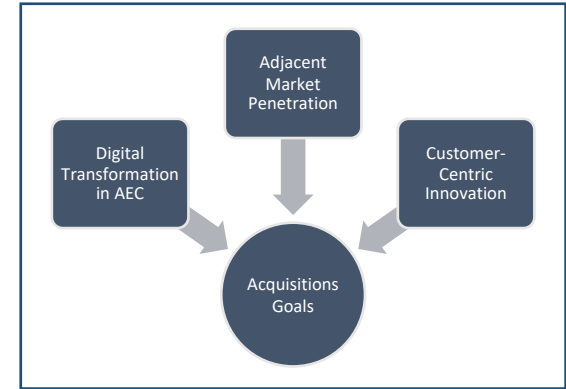 Adjacent
Market
Penetration
Digital
Transformation
in AEC
Customer-
Centric
Innovation
Acquisitions
Goals